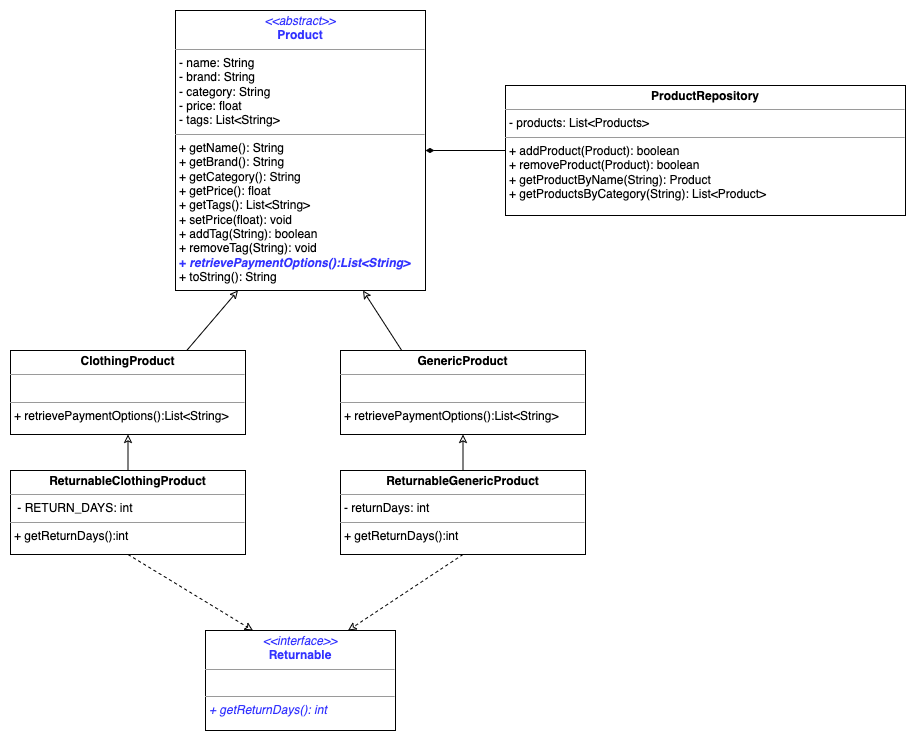 <<abstract>>
Product
- name: String
- brand: String
- category: String
- price: float
- tags: List<String>
+ getName(): String
+ getBrand(): String
+ getCategory(): String
+ getPrice(): float
+ getTags(): List<String>
+ setPrice(float): void
+ addTag(String): boolean
+ removeTag(String): void
+ retrievePaymentOptions():List<String>
+ toString(): String
ProductRepository
- products: List<Products>
+ addProduct(Product): boolean
+ removeProduct(Product): boolean
+ getProductByName(String): Product
+ getProductsByCategory(String): List<Product>
ClothingProduct
+ retrievePaymentOptions():List<String>
GenericProduct
+ retrievePaymentOptions():List<String>
ReturnableClothingProduct
- RETURN_DAYS: int
+ getReturnDays():int
ReturnableGenericProduct
- returnDays: int
+ getReturnDays():int
<<interface>>
Returnable
+ getReturnDays(): int